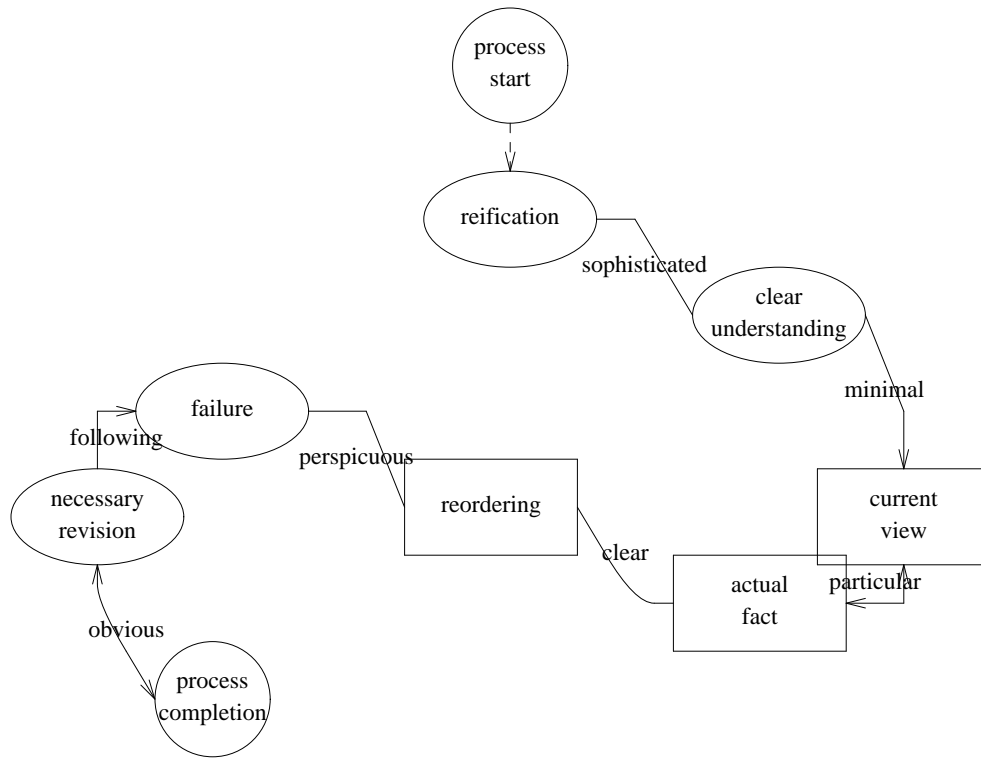 process
start
reification
sophisticated
clear
understanding
minimal
failure
following
perspicuous
necessary
revision
reordering
current
view
clear
actual
fact
particular
obvious
process
completion